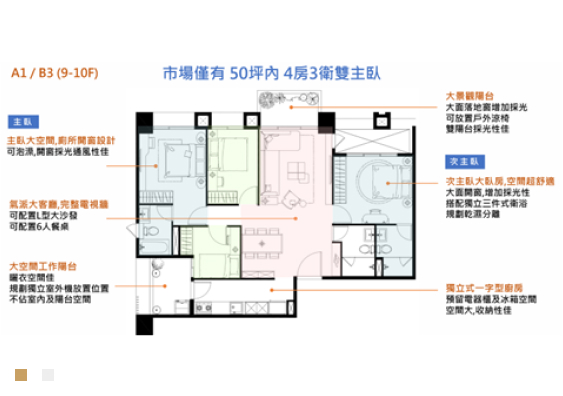 A1 / B3 (9-10F)
市場僅有 50坪內 4房3衛雙主臥
主臥
主臥大空間,廁所開窗設計
可泡澡,開窗採光通風性佳
氣派大客廳,完整電視牆
可配置L型大沙發
可配置6人餐桌
大空間工作陽台
曬衣空間佳
規劃獨立室外機放置位置
不佔室內及陽台空間
大景觀陽台
大面落地窗增加採光
可放置戶外涼椅
雙陽台採光性佳
次主臥
次主臥大臥房,空間超舒適
大面開窗,增加採光性
搭配獨立三件式衛浴
規劃乾濕分離
獨立式一字型廚房
預留電器櫃及冰箱空間
空間大,收納性佳